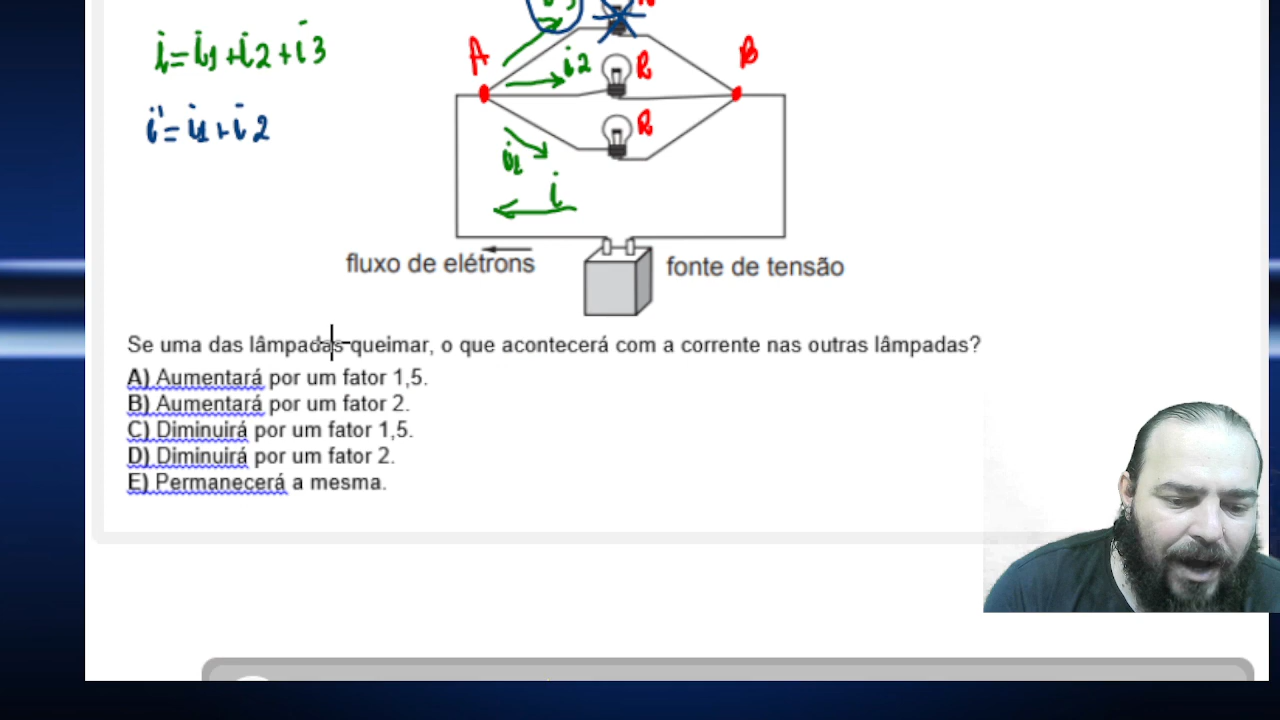 i=i1+i2+i3
i'=i1+i2
A
B
i2
R
R
i1
i
fluxo de elétrons
fonte de tensão
Se uma das lâmpadas queimar, o que acontecerá com a corrente nas outras lâmpadas?
A) Aumentará por um fator 1,5.
B) Aumentará por um fator 2.
C) Diminuirá por um fator 1,5.
D) Diminuirá por um fator 2.
E) Permanecerá a mesma.